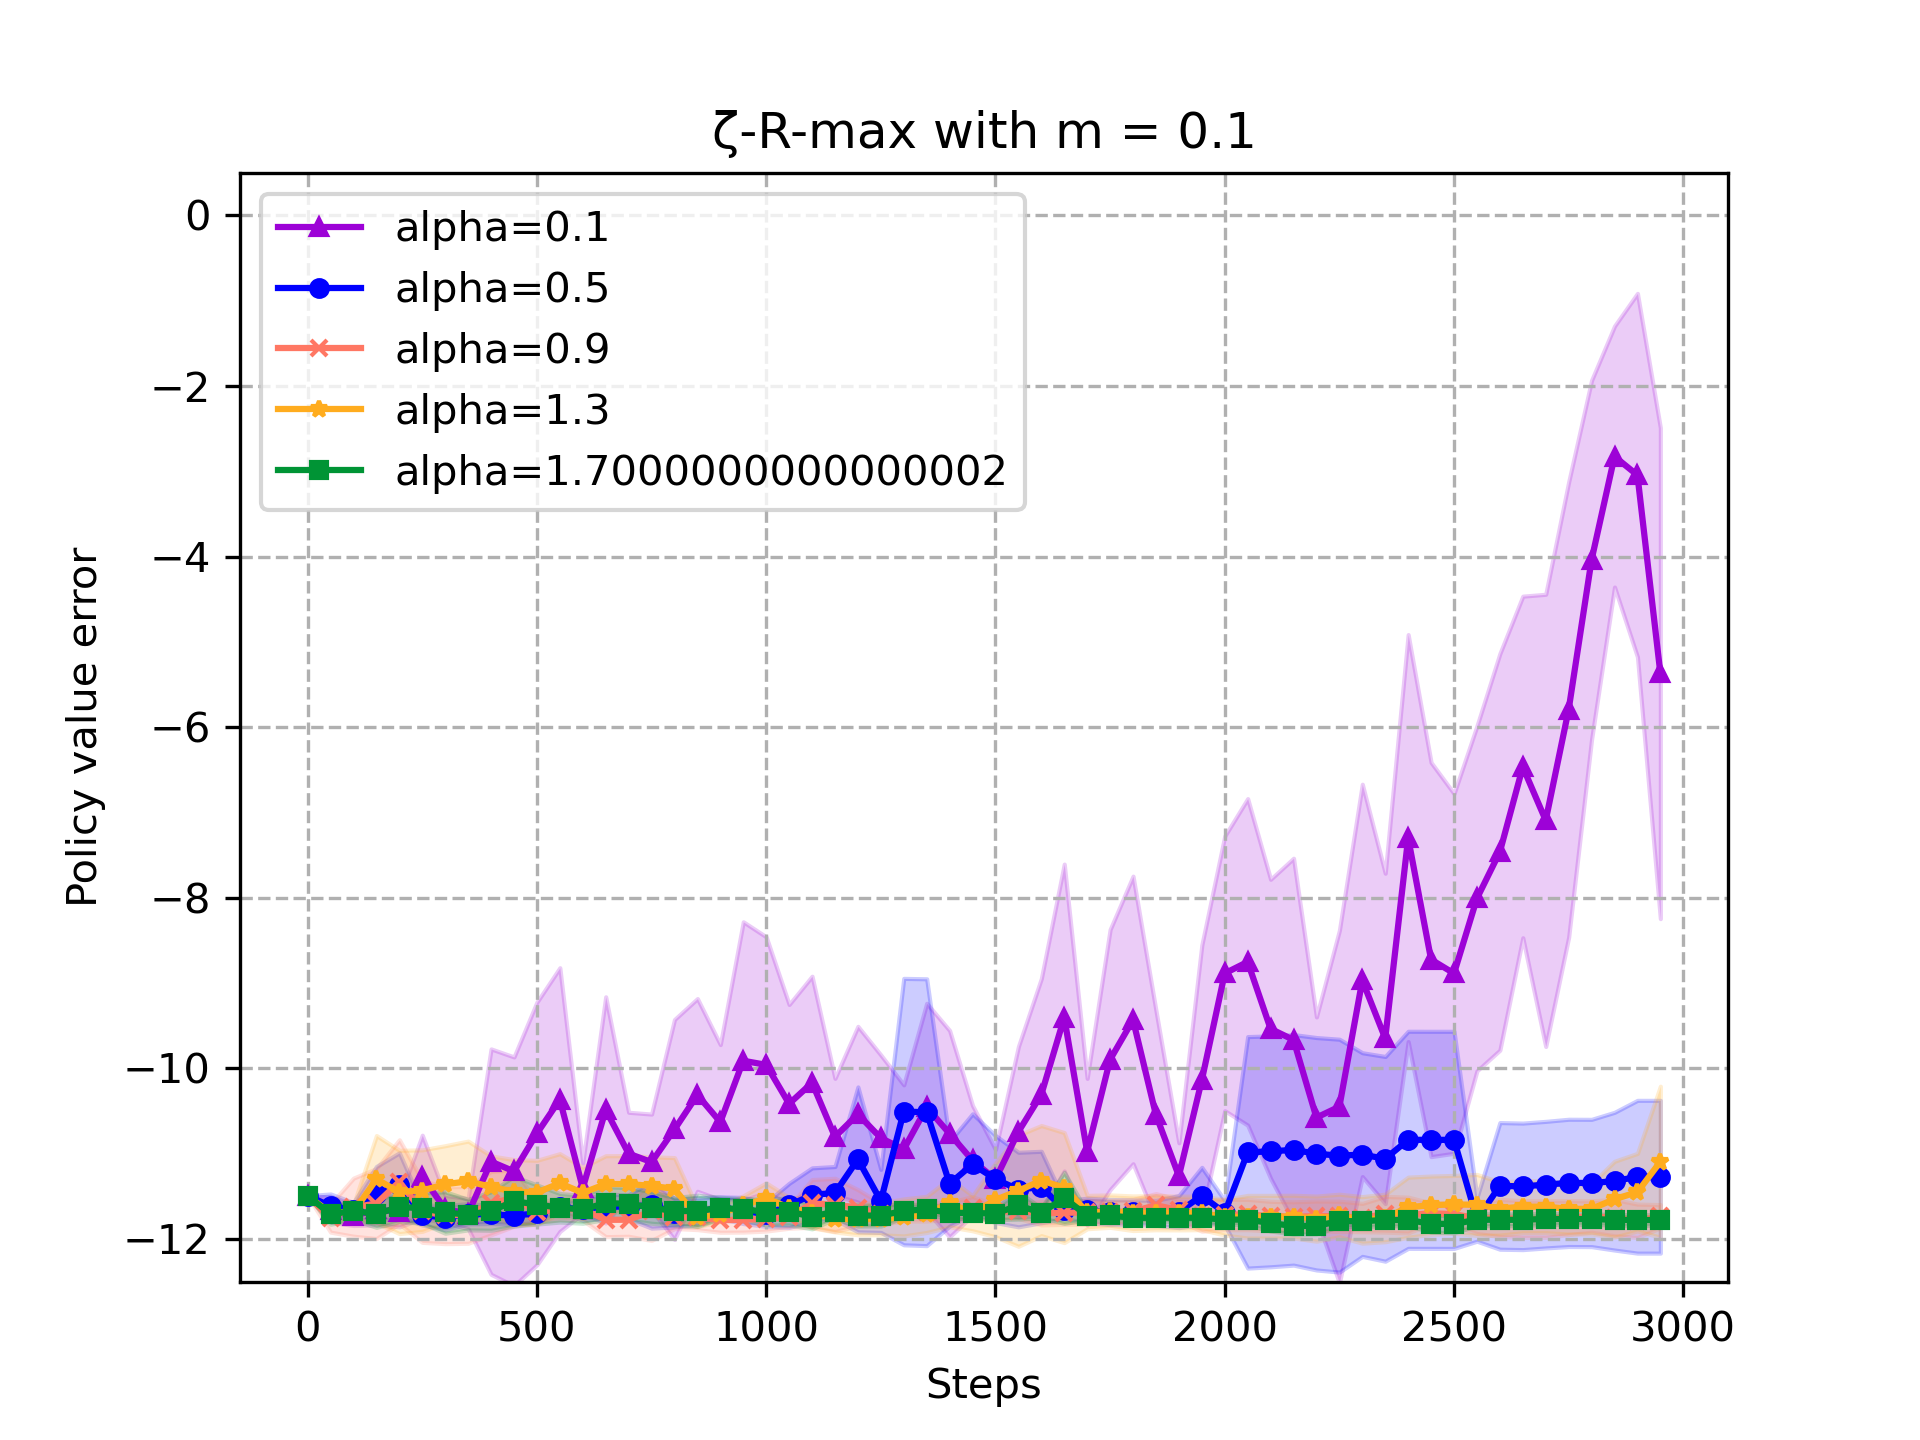 ζ-R-max with m = 0.1
alpha=0.1
alpha=0.5
alpha=0.9
alpha=1.3
alpha=1.7000000000000002
Policy value error
0
−2
−4
−6
−8
−10
−12
0 500 1000 1500 2000 2500 3000
Steps